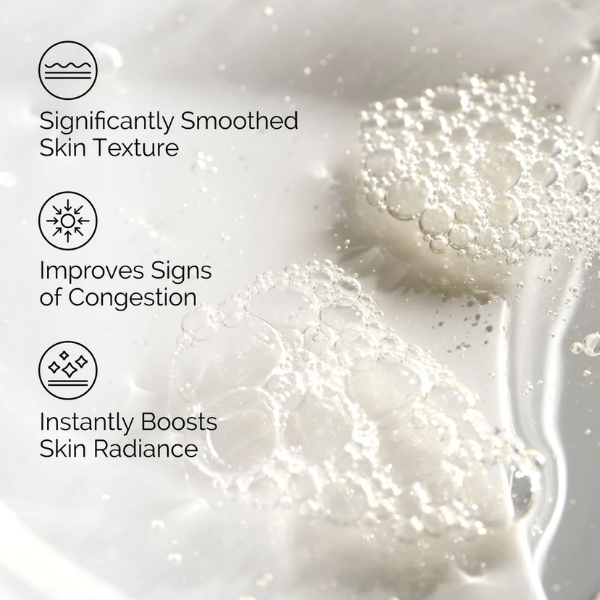 Significantly Smoothed
Skin Texture
Improves Signs
of Congestion
Instantly Boosts
Skin Radiance